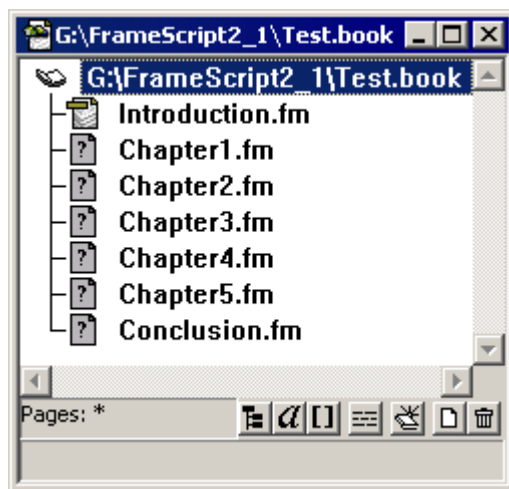 G:\FrameScript2_1\Test.book
G:\FrameScript2_1\Test.book
Introduction.fm
? Chapter1.fm
? Chapter2.fm
? Chapter3.fm
? Chapter4.fm
? Chapter5.fm
? Conclusion.fm
Pages: * a []